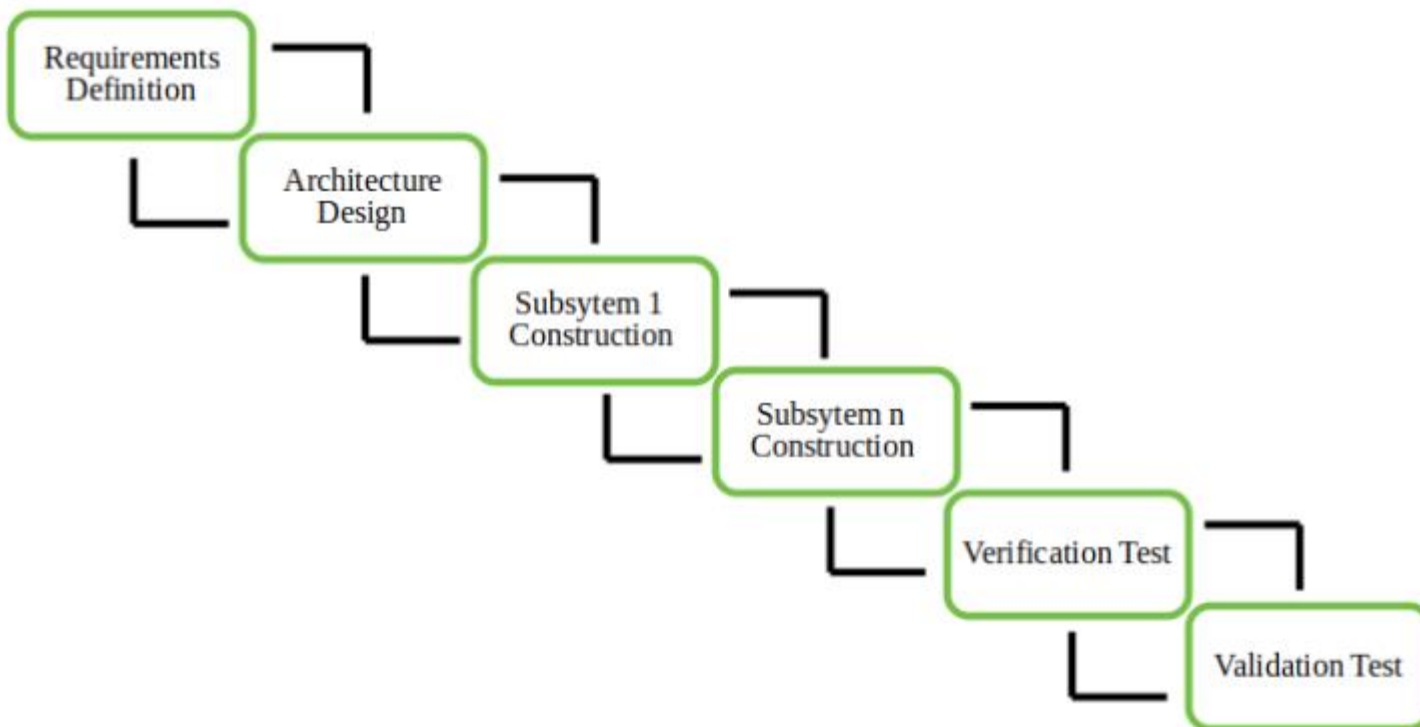 Requirements
Definition
Architecture
Design
Subsytem 1
Construction
Subsytem n
Construction
Verification Test
Validation Test